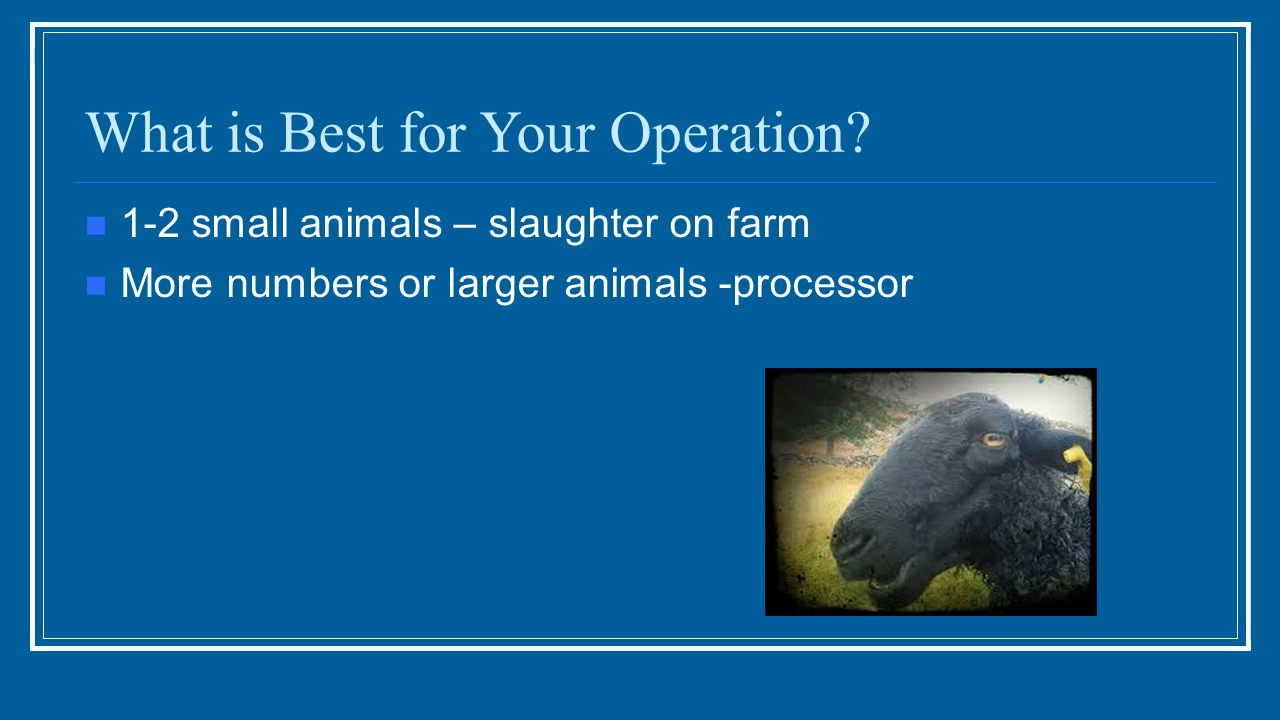 What is Best for Your Operation?
1-2 small animals – slaughter on farm
More numbers or larger animals -processor